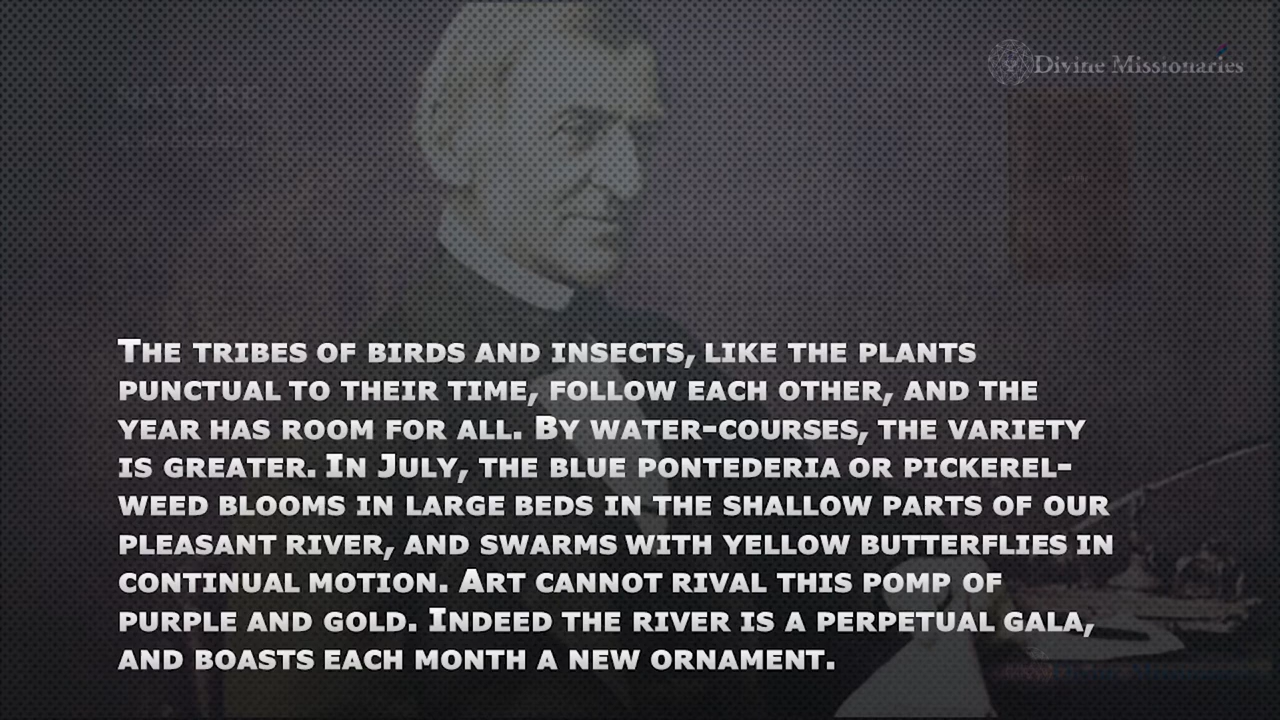 Divine Missionaries
NATURE
The tribes of birds and insects, like the plants
punctual to their time, follow each other, and the
year has room for all. By water-courses, the variety
is greater. In July, the blue pontederia or pickerel-
weed blooms in large beds in the shallow parts of our
pleasant river, and swarms with yellow butterflies in
continual motion. Art cannot rival this pomp of
purple and gold. Indeed the river is a perpetual gala,
and boasts each month a new ornament.